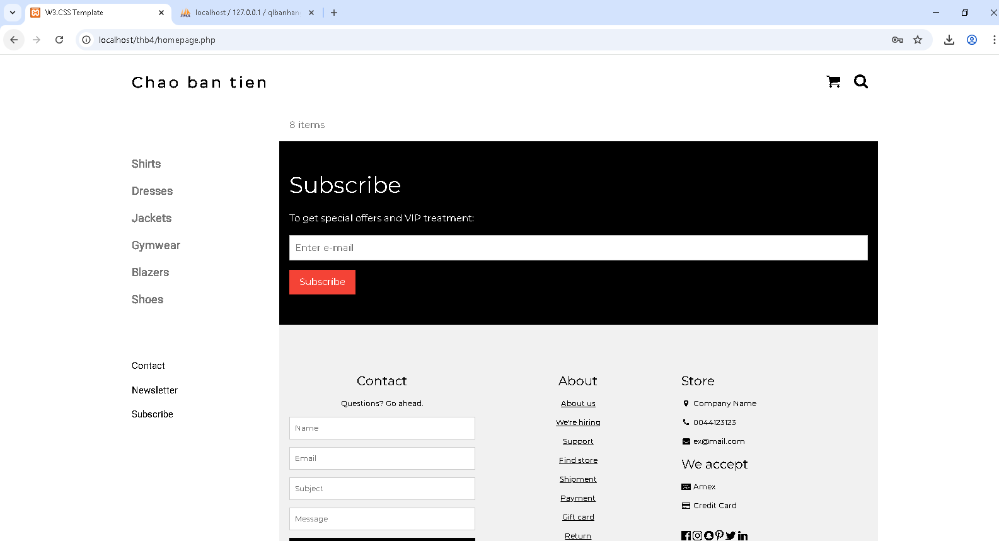 W3.CSS Template
localhost / 127.0.0.1 / qlbanhan
localhost/thb4/homepage.php
Chao ban tien
8 items
Shirts
Dresses
Jackets
Gymwear
Blazers
Shoes
Contact
Newsletter
Subscribe
Subscribe
To get special offers and VIP treatment:
Enter e-mail
Subscribe
Contact
Questions? Go ahead.
Name
Email
Subject
Message
About
About us
We're hiring
Support
Find store
Shipment
Payment
Gift card
Return
Store
Company Name
0044123123
ex@mail.com
We accept
Amex
Credit Card